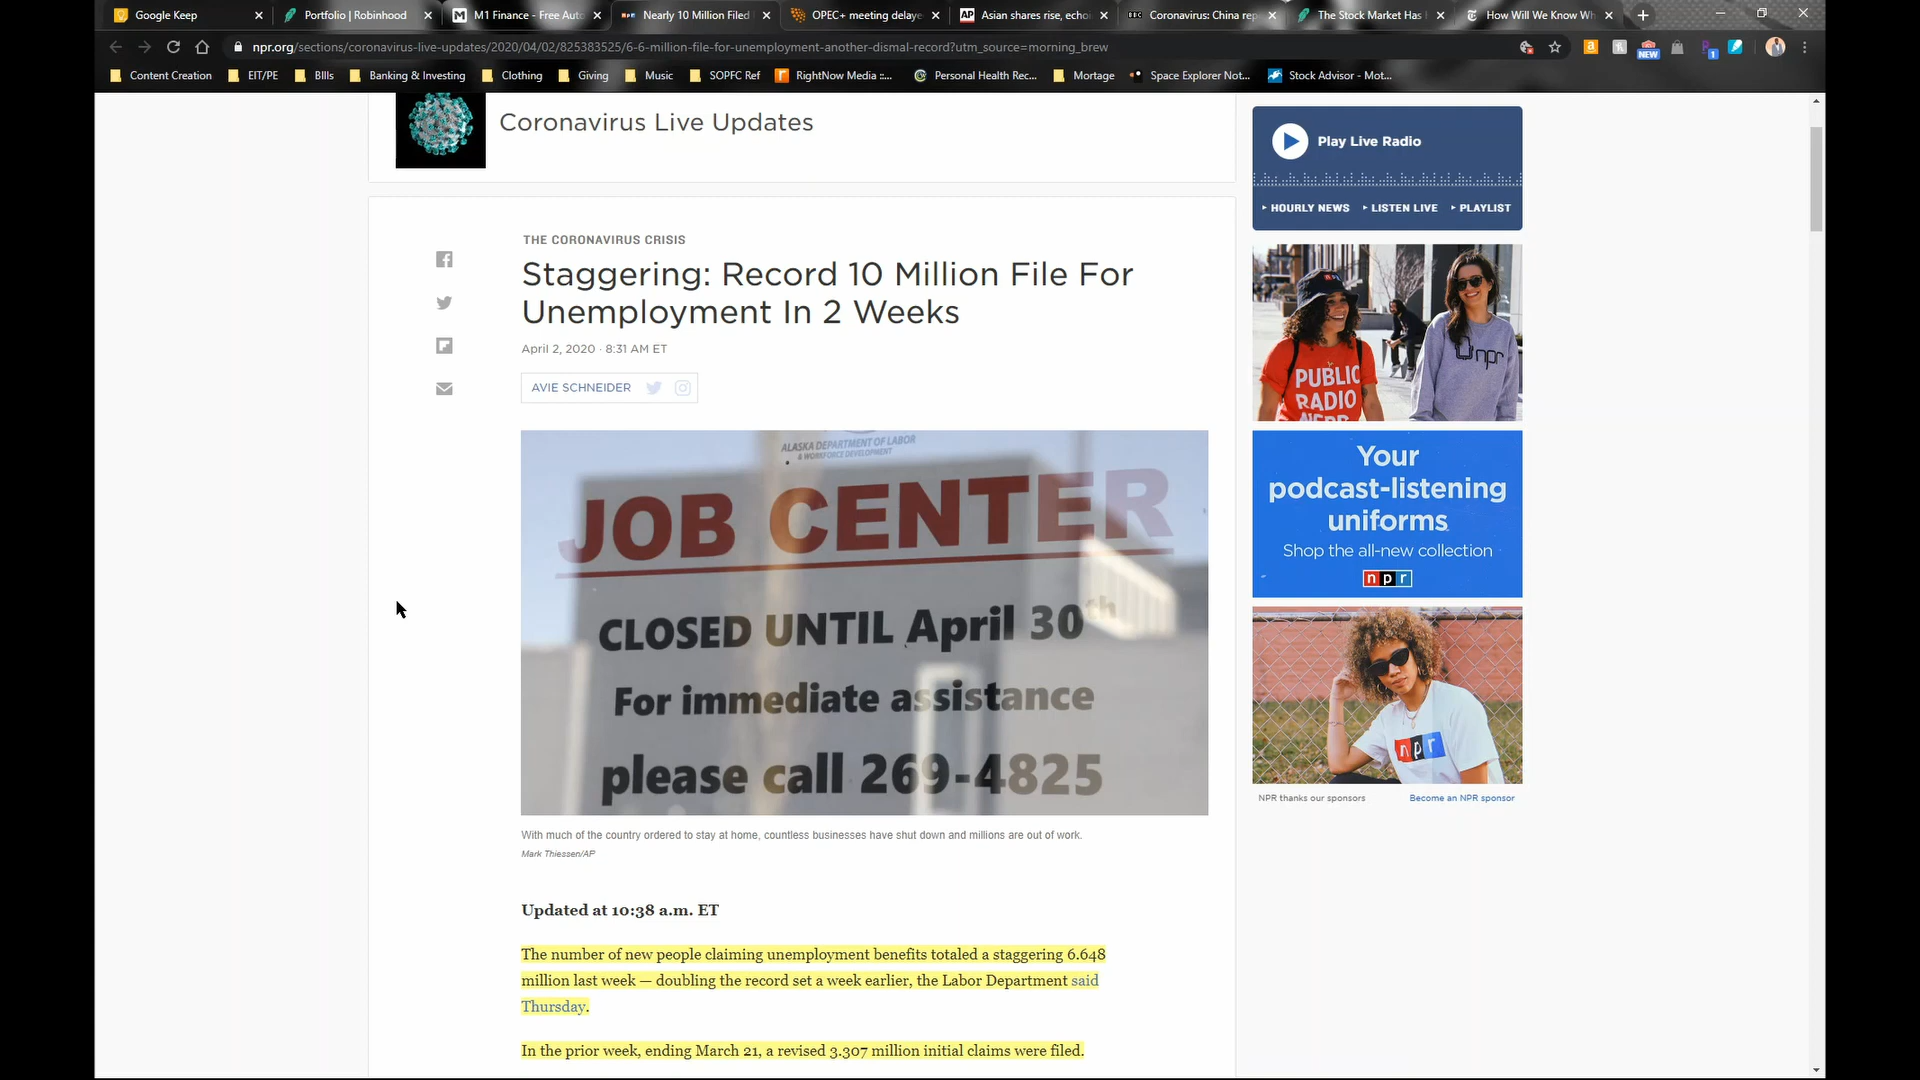 Google Keep
Portfolio | Robinhood
M1 Finance - Free Auto
Nearly 10 Million Filed
OPEC+ meeting delaye
AP
Asian shares rise, echo
BBC
Coronavirus: China rep
The Stock Market Has
How Will We Know Wh
npr.org/sections/coronavirus-live-updates/2020/04/02/825383525/6-6-million-file-for-unemployment-another-dismal-record?utm_source=morning_brew
NEW
1
Content Creation
EIT/PE
BIlls
Banking & Investing
Clothing
Giving
Music
SOPFC Ref
RightNow Media ::...
Personal Health Rec...
Mortage
Space Explorer Not...
Stock Advisor - Mot...
Coronavirus Live Updates
Play Live Radio
HOURLY NEWS
LISTEN LIVE
PLAYLIST
THE CORONAVIRUS CRISIS
Staggering: Record 10 Million File For
Unemployment In 2 Weeks
April 2, 2020 · 8:31 AM ET
AVIE SCHNEIDER
ALASKA DEPARTMENT OF LABOR
& WORKFORCE DEVELOPMENT
JOB CENTER
CLOSED UNTIL April 30th
For immediate assistance
please call 269-4825
PUBLIC
RADIO
npr
Your
podcast-listening
uniforms
Shop the all-new collection
npr
npr
NPR thanks our sponsors
Become an NPR sponsor
With much of the country ordered to stay at home, countless businesses have shut down and millions are out of work.
Mark Thiessen/AP
Updated at 10:38 a.m. ET
The number of new people claiming unemployment benefits totaled a staggering 6.648
million last week — doubling the record set a week earlier, the Labor Department said
Thursday.
In the prior week, ending March 21, a revised 3.307 million initial claims were filed.